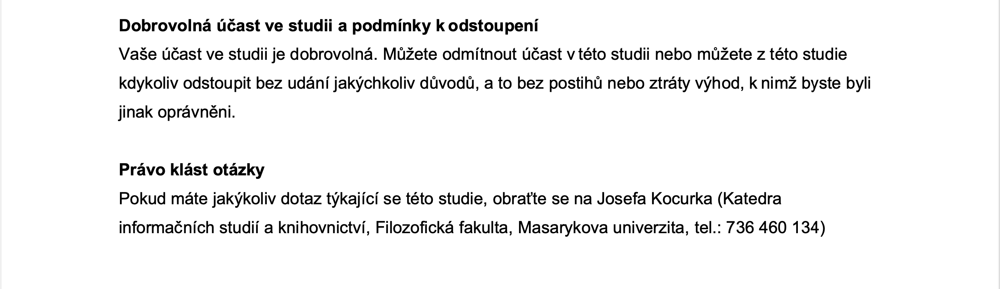 Dobrovolná účast ve studii a podmínky k odstoupení
Vaše účast ve studii je dobrovolná. Můžete odmítnout účast v této studii nebo můžete z této studie
kdykoliv odstoupit bez udání jakýchkoliv důvodů, a to bez postihů nebo ztráty výhod, k nimž byste byli
jinak oprávněni.
Právo klást otázky
Pokud máte jakýkoliv dotaz týkající se této studie, obraťte se na Josefa Kocurka (Katedra
informačních studií a knihovnictví, Filozofická fakulta, Masarykova univerzita, tel.: 736 460 134)